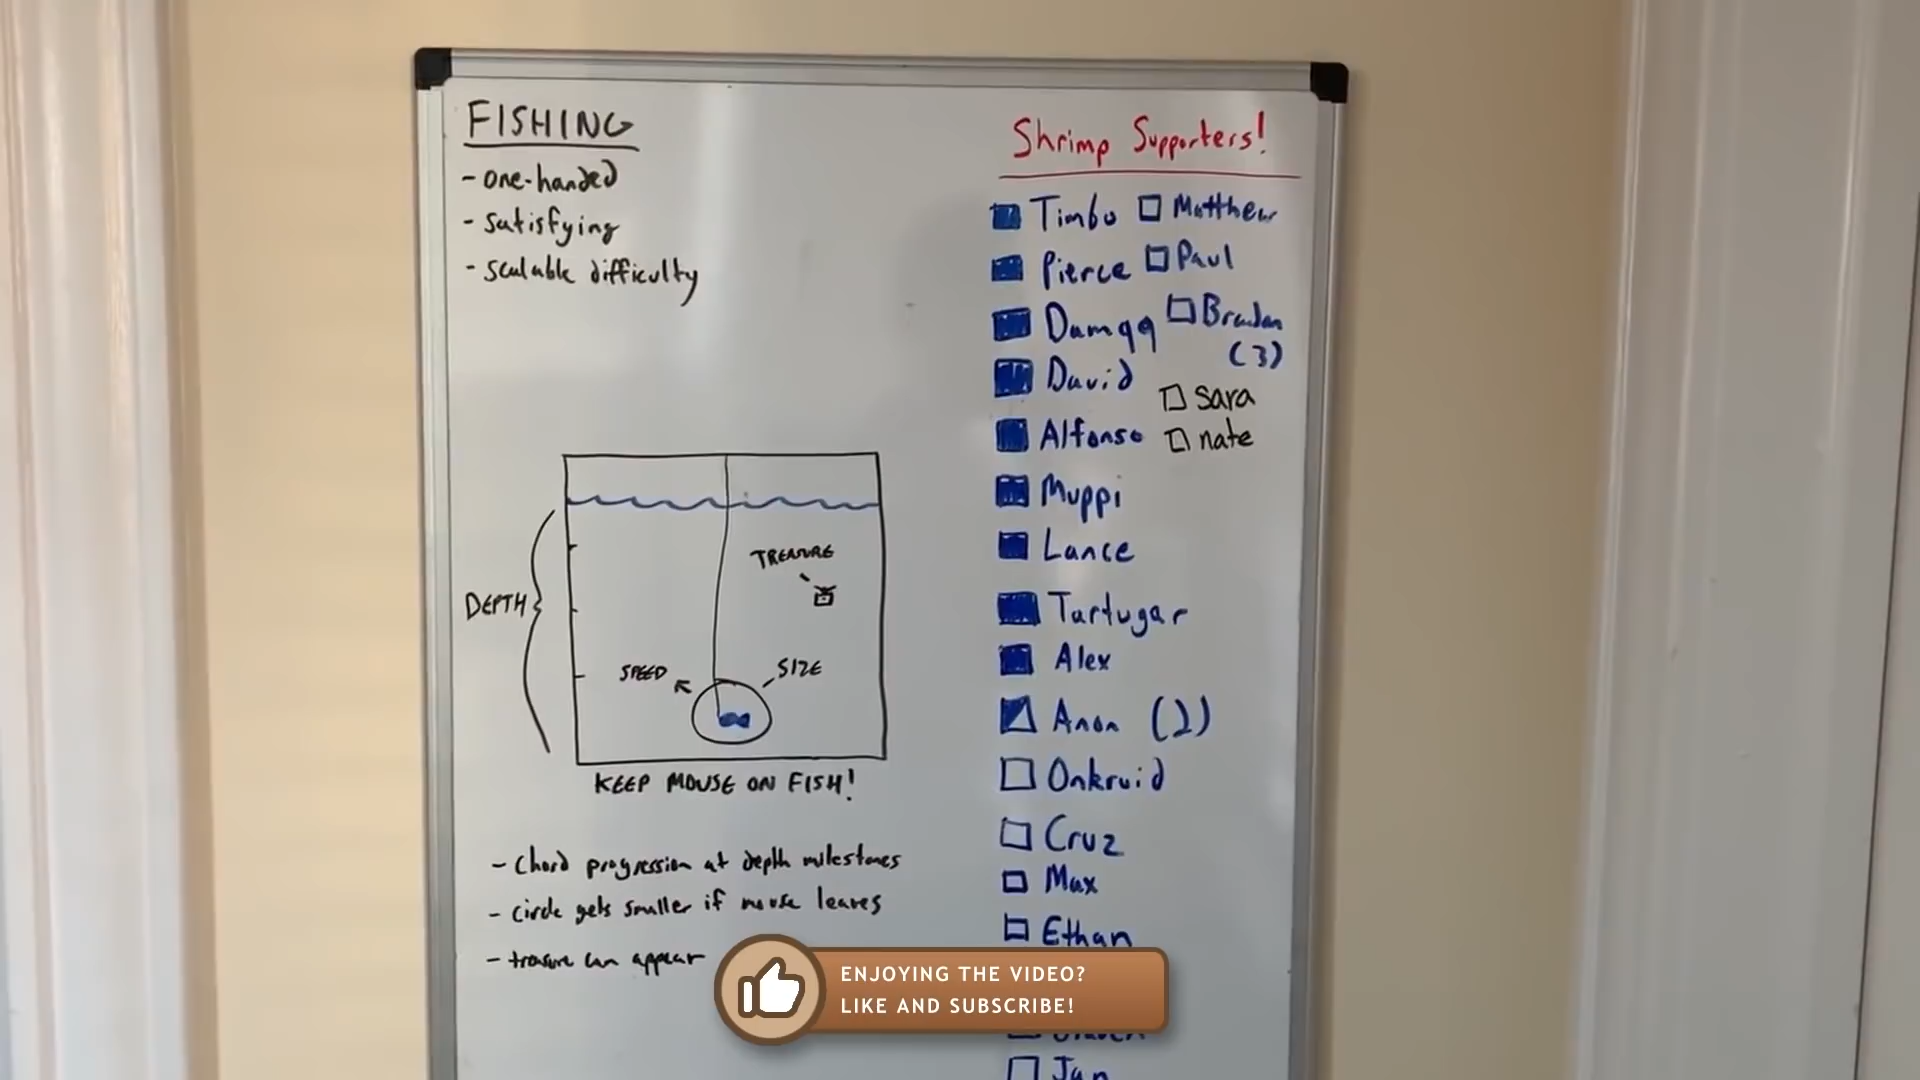 FISHING
- one-handed
- satisfying
- scalable difficulty
TREASURE
DEPTH
SPEED
SIZE
KEEP MOUSE ON FISH!
- Chord progression at depth milestones
- circle gets smaller if mouse leaves
- treasure can appear
Shrimp Supporters!
Timbo
Matthew
Pierce
Paul
Damqq
Braden
(3)
David
sara
Alfonso
nate
Muppi
Lance
Tartugar
Alex
Anon (2)
Onkruid
Cruz
Max
Ethan
Jan
ENJOYING THE VIDEO?
LIKE AND SUBSCRIBE!